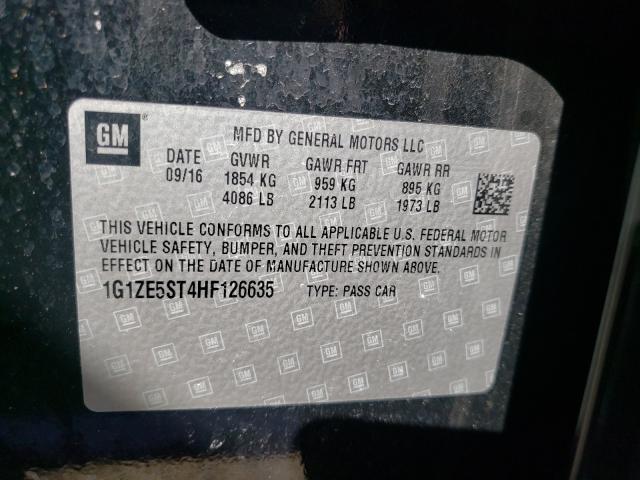 GM
®
MFD BY GENERAL MOTORS LLC
DATE GVWR GAWR FRT GAWR RR
09/16 1854 KG 959 KG 895 KG
4086 LB 2113 LB 1973 LB
THIS VEHICLE CONFORMS TO ALL APPLICABLE U.S. FEDERAL MOTOR
VEHICLE SAFETY, BUMPER, AND THEFT PREVENTION STANDARDS IN
EFFECT ON THE DATE OF MANUFACTURE SHOWN ABOVE.
1G1ZE5ST4HF126635 TYPE: PASS CAR